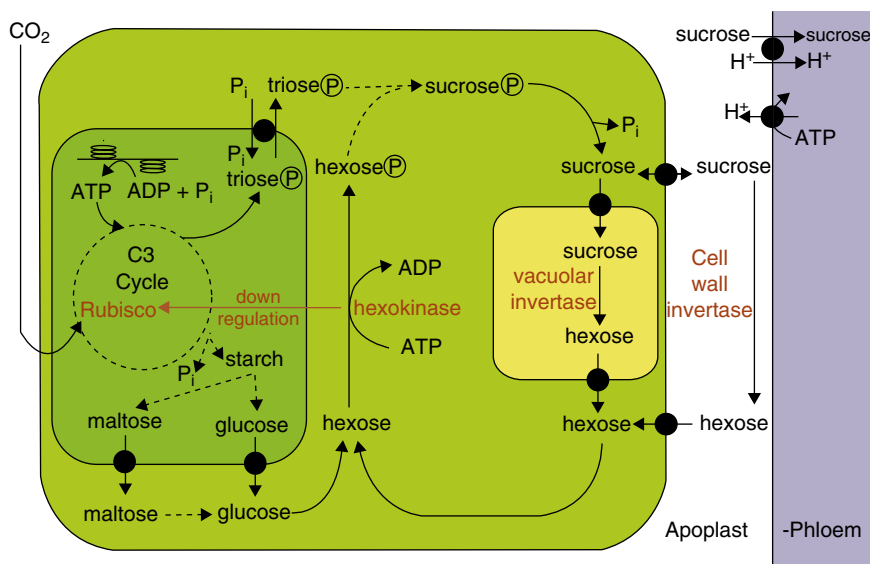 CO2
sucrose
sucrose
H+
H+
Pi
triose P
sucrose P
H+
ATP
Pi
Pi
hexose P
triose P
sucrose
sucrose
ATP
ADP + Pi
C3
Cycle
Rubisco
down
regulation
hexokinase
ADP
ATP
sucrose
vacuolar
invertase
hexose
Cell
wall
invertase
Pi
starch
maltose
glucose
hexose
hexose
hexose
maltose
glucose
Apoplast
-Phloem